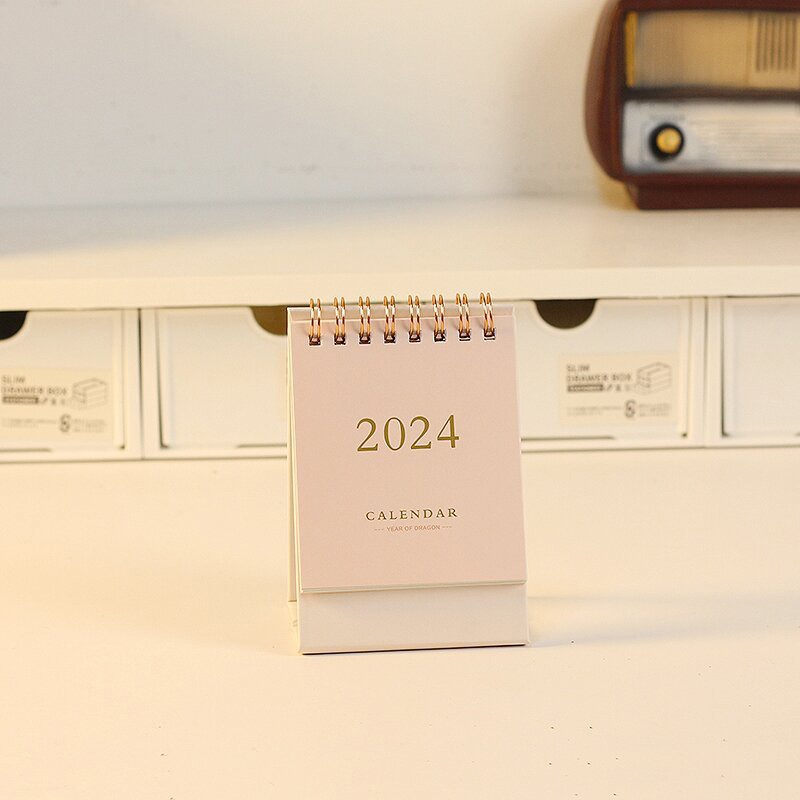 2024
CALENDAR
--- YEAR OF DRAGON ---
SLIM
DRAWER BOX
SLIM
DRAWER BOX